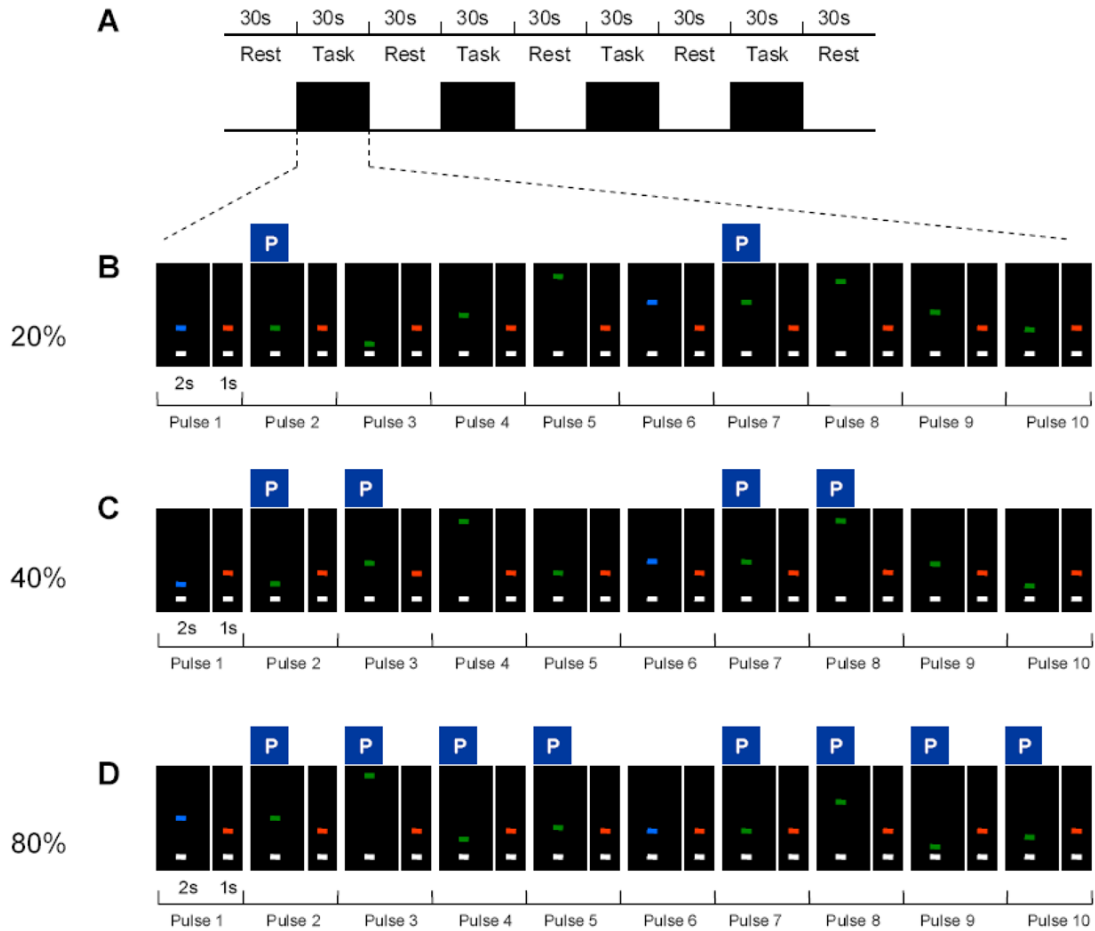 A
30s 30s 30s 30s 30s 30s 30s 30s 30s
Rest Task Rest Task Rest Task Rest Task Rest
P P
B
20%
2s 1s
Pulse 1 Pulse 2 Pulse 3 Pulse 4 Pulse 5 Pulse 6 Pulse 7 Pulse 8 Pulse 9 Pulse 10
P P P P
C
40%
2s 1s
Pulse 1 Pulse 2 Pulse 3 Pulse 4 Pulse 5 Pulse 6 Pulse 7 Pulse 8 Pulse 9 Pulse 10
P P P P P P P P
D
80%
2s 1s
Pulse 1 Pulse 2 Pulse 3 Pulse 4 Pulse 5 Pulse 6 Pulse 7 Pulse 8 Pulse 9 Pulse 10